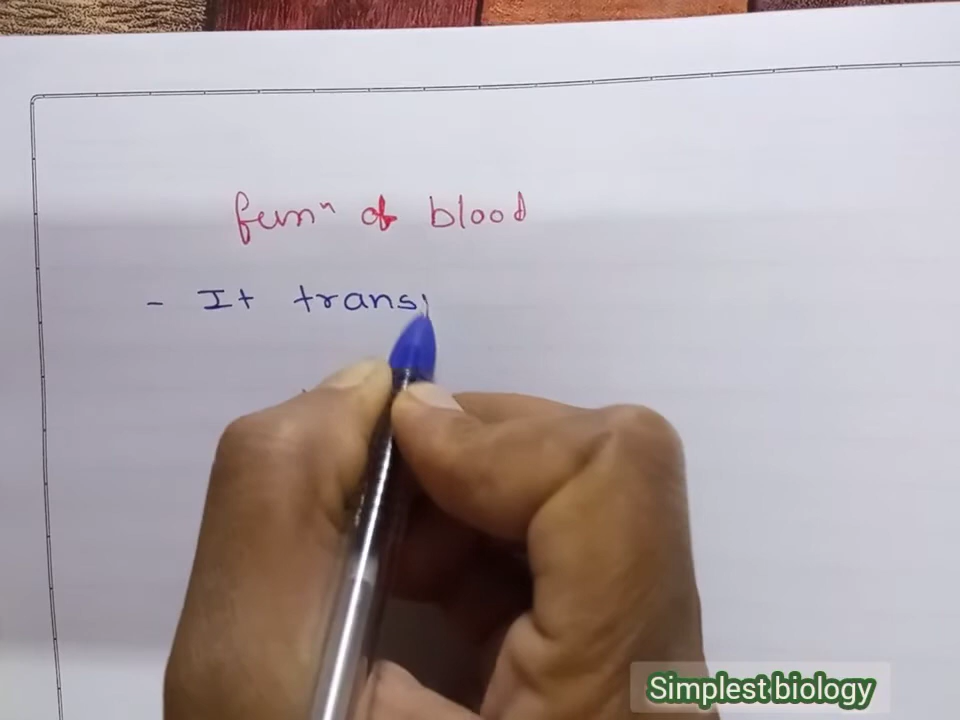 funⁿ of blood
- It trans
Simplest biology